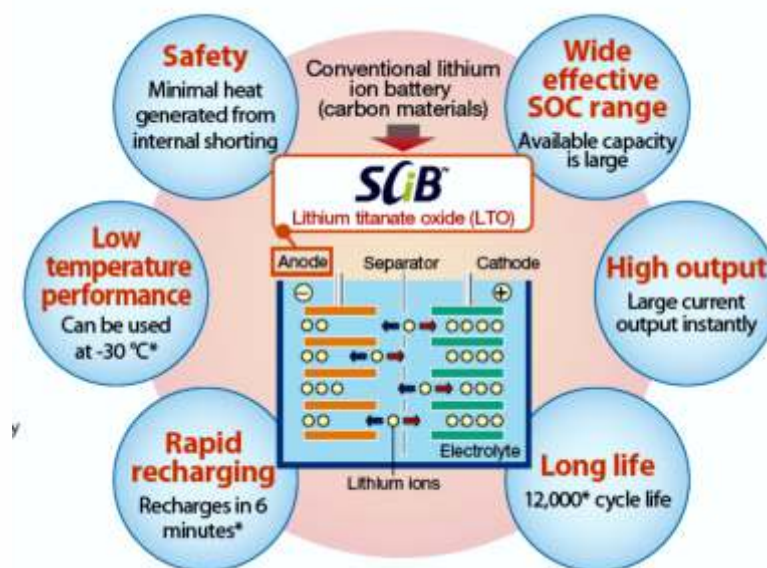 Safety
Minimal heat
generated from
internal shorting
Conventional lithium
ion battery
(carbon materials)
Wide
effective
SOC range
Available capacity
is large
SCiB™
Lithium titanate oxide (LTO)
Low
temperature
performance
Can be used
at -30 °C*
Anode
Separator
Cathode
−
+
High output
Large current
output instantly
Electrolyte
Lithium ions
y
Rapid
recharging
Recharges in 6
minutes*
Long life
12,000* cycle life